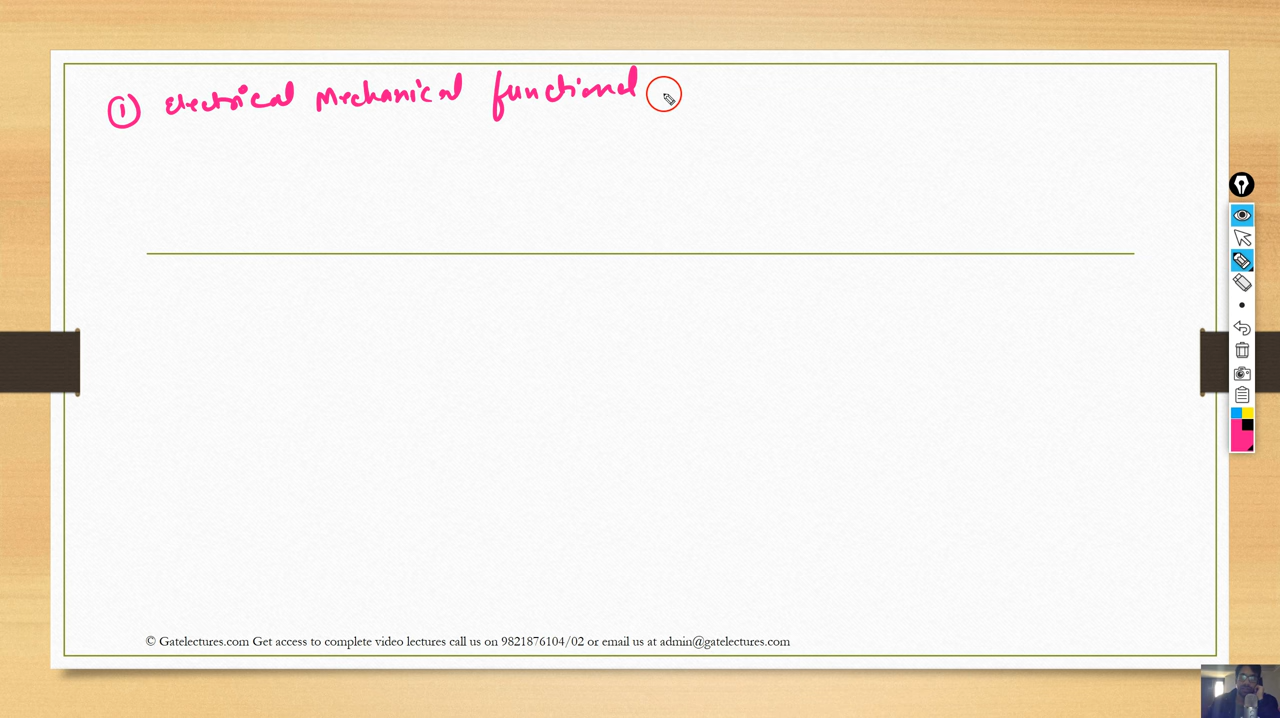 ① Electrical Mechanical functional
© Gatelectures.com Get access to complete video lectures call us on 9821876104/02 or email us at admin@gatelectures.com